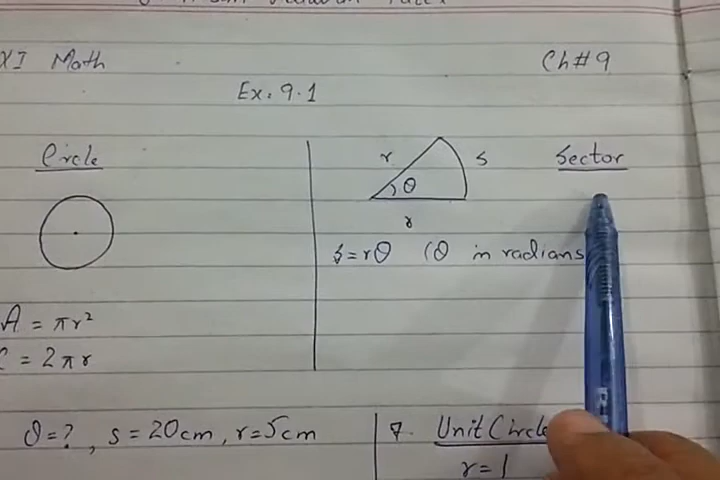 XI Math
Ch#9
Ex. 9.1
Circle
r
s
θ
r
Sector
s=rθ (θ in radians
A = πr²
C = 2πr
θ=? , s=20cm, r=5cm
7. Unit Circle
r=1